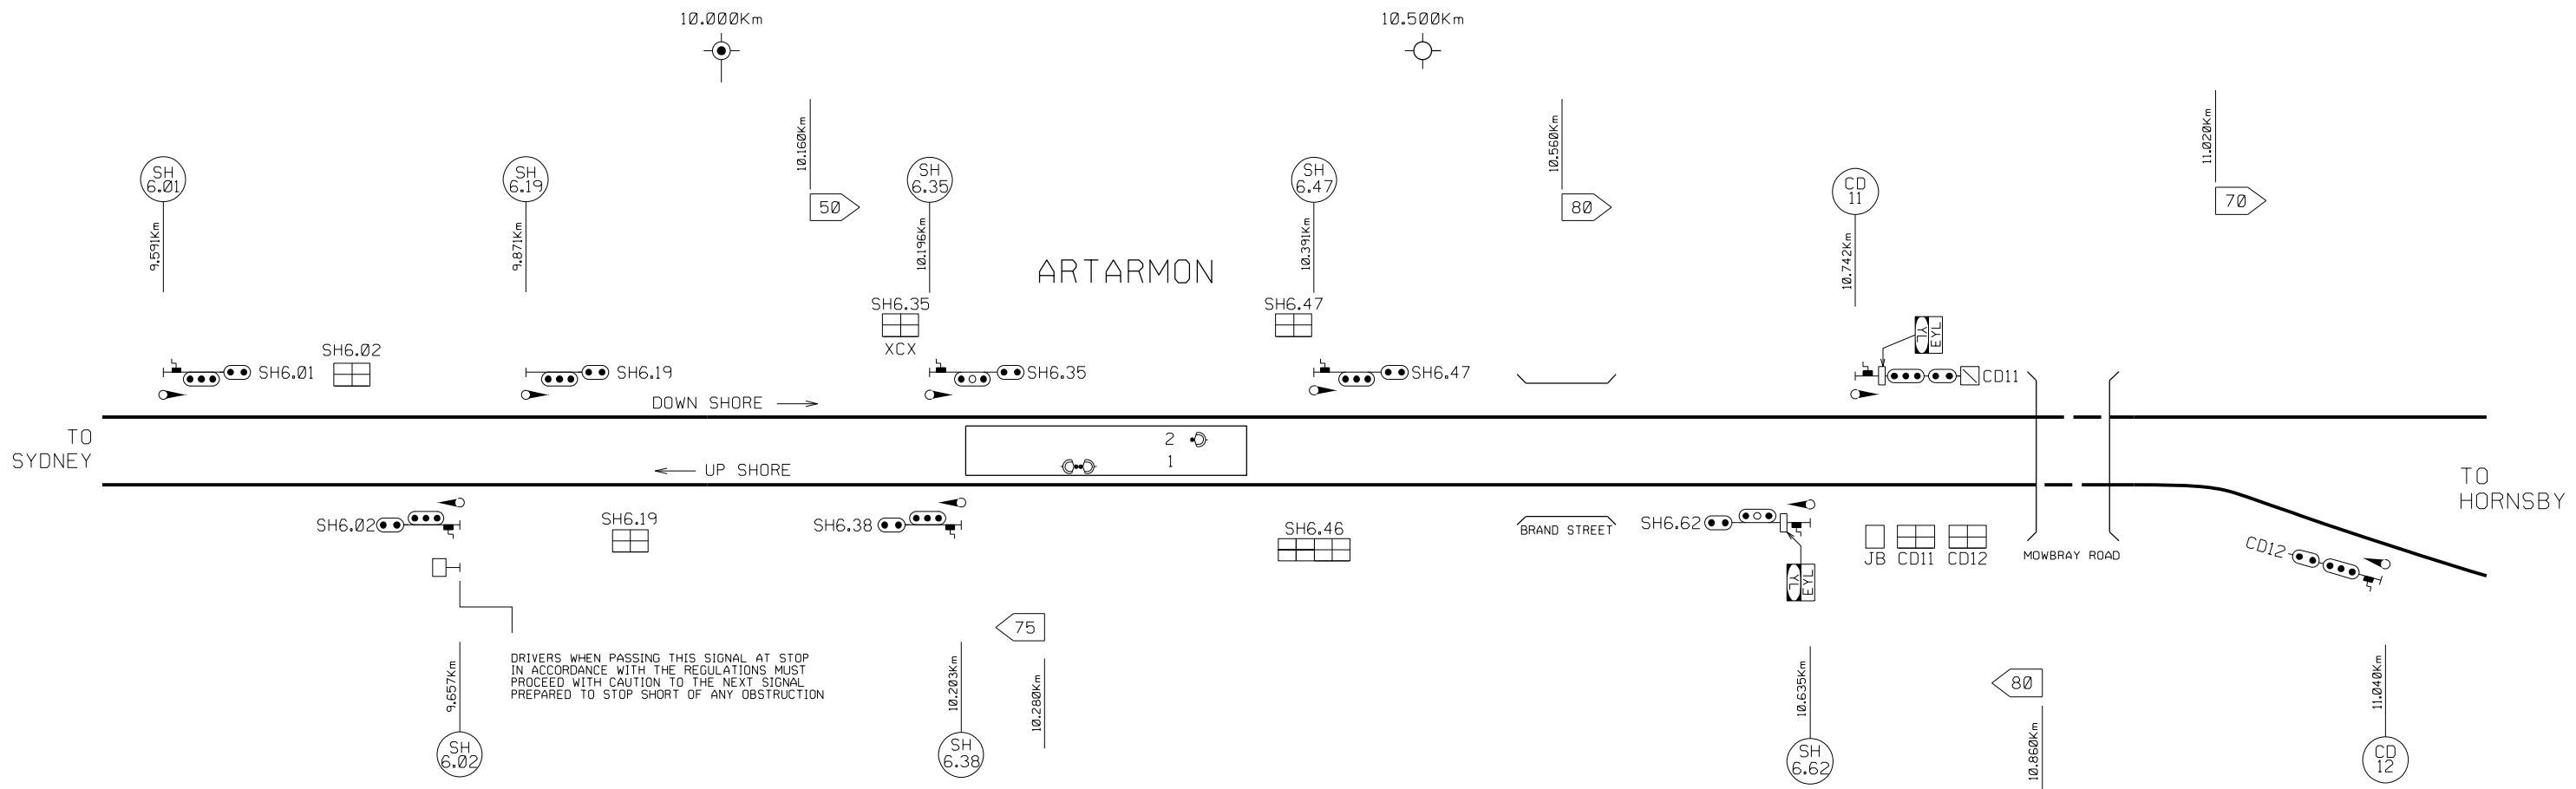 10.000Km
10.500Km
10.160Km
10.560Km
11.020Km
SH
6.01
SH
6.19
SH
6.35
SH
6.47
CD
11
50
80
70
9.591Km
9.871Km
10.196Km
10.391Km
10.742Km
ARTARMON
SH6.35
XCX
SH6.47
YL
EYL
SH6.02
SH6.01
SH6.19
SH6.35
SH6.47
CD11
DOWN SHORE
TO
SYDNEY
2
1
UP SHORE
TO
HORNSBY
SH6.02
SH6.19
SH6.38
SH6.46
BRAND STREET
SH6.62
JB
CD11
CD12
MOWBRAY ROAD
CD12
YL
EYL
75
80
DRIVERS WHEN PASSING THIS SIGNAL AT STOP
IN ACCORDANCE WITH THE REGULATIONS MUST
PROCEED WITH CAUTION TO THE NEXT SIGNAL
PREPARED TO STOP SHORT OF ANY OBSTRUCTION
9.657Km
10.203Km
10.280Km
10.635Km
10.860Km
11.040Km
SH
6.02
SH
6.38
SH
6.62
CD
12